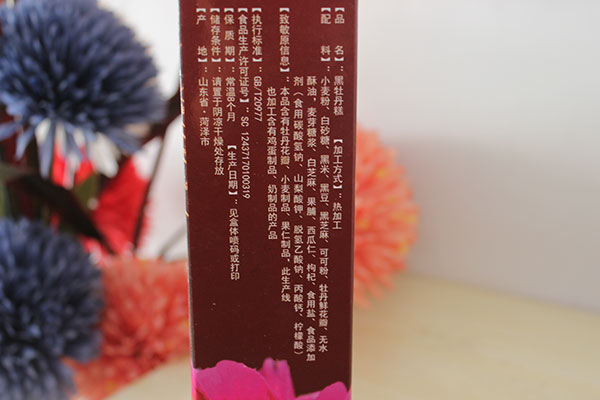 【品 名】：黑牡丹糕 【加工方式】：热加工
【配 料】：小麦粉、白砂糖、黑米、黑豆、黑芝麻、可可粉、牡丹鲜花瓣、无水
酥油，麦芽糖浆、白芝麻、果脯、西瓜仁、枸杞、食用盐、食品添加
剂（食用碳酸氢钠、山梨酸钾、脱氢乙酸钠、丙酸钙、柠檬酸）
【致敏原信息】：本品含有牡丹花瓣、小麦制品、果仁制品，此生产线
也加工含有鸡蛋制品、奶制品的产品
【执行标准】：GB/T20977
【食品生产许可证号】：SC 12437170100319
【保 质 期】：常温8个月 【生产日期】：见盒体喷码或打印
【储存条件】：请置于阴凉干燥处存放
【产 地】：山东省·菏泽市